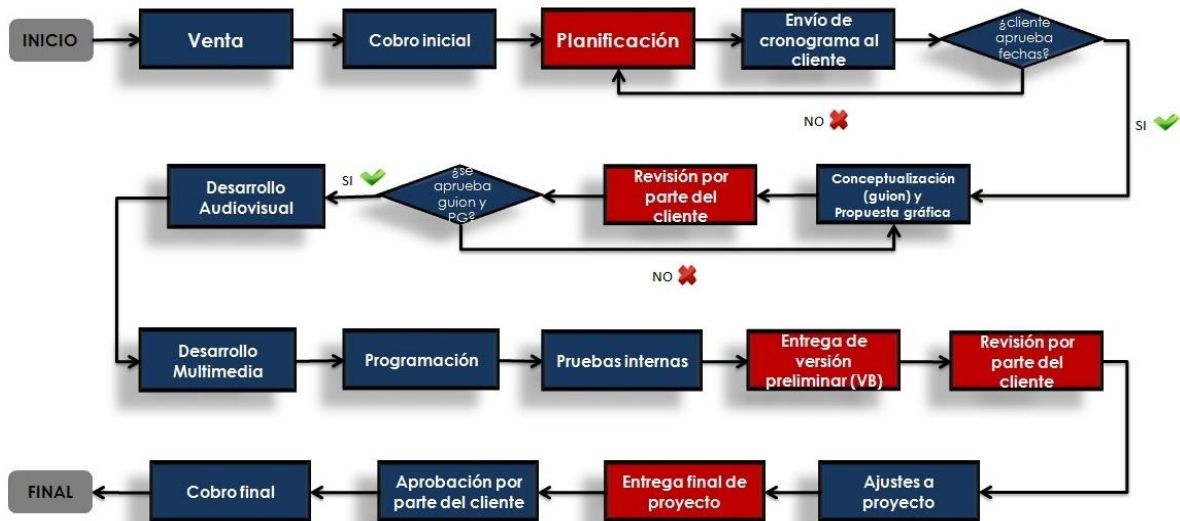 INICIO
Venta
Cobro inicial
Planificación
Envío de
cronograma al
cliente
¿cliente
aprueba
fechas?
NO
SI
Desarrollo
Audiovisual
SI
¿se
aprueba
guion y
PG?
Revisión por
parte del
cliente
Conceptualización
(guion) y
Propuesta gráfica
NO
Desarrollo
Multimedia
Programación
Pruebas internas
Entrega de
versión
preliminar (VB)
Revisión por
parte del
cliente
FINAL
Cobro final
Aprobación por
parte del cliente
Entrega final de
proyecto
Ajustes a
proyecto